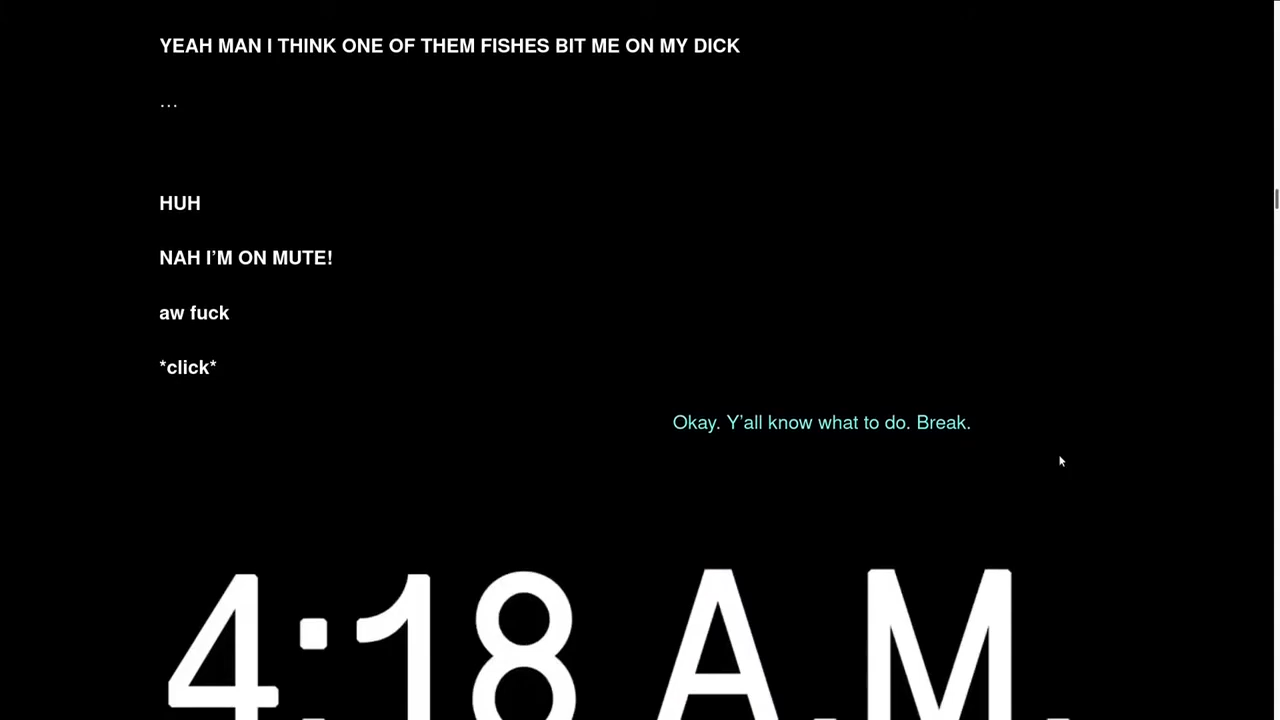 YEAH MAN I THINK ONE OF THEM FISHES BIT ME ON MY DICK
…
HUH
NAH I’M ON MUTE!
aw fuck
*click*
Okay. Y’all know what to do. Break.
4:18 A.M.